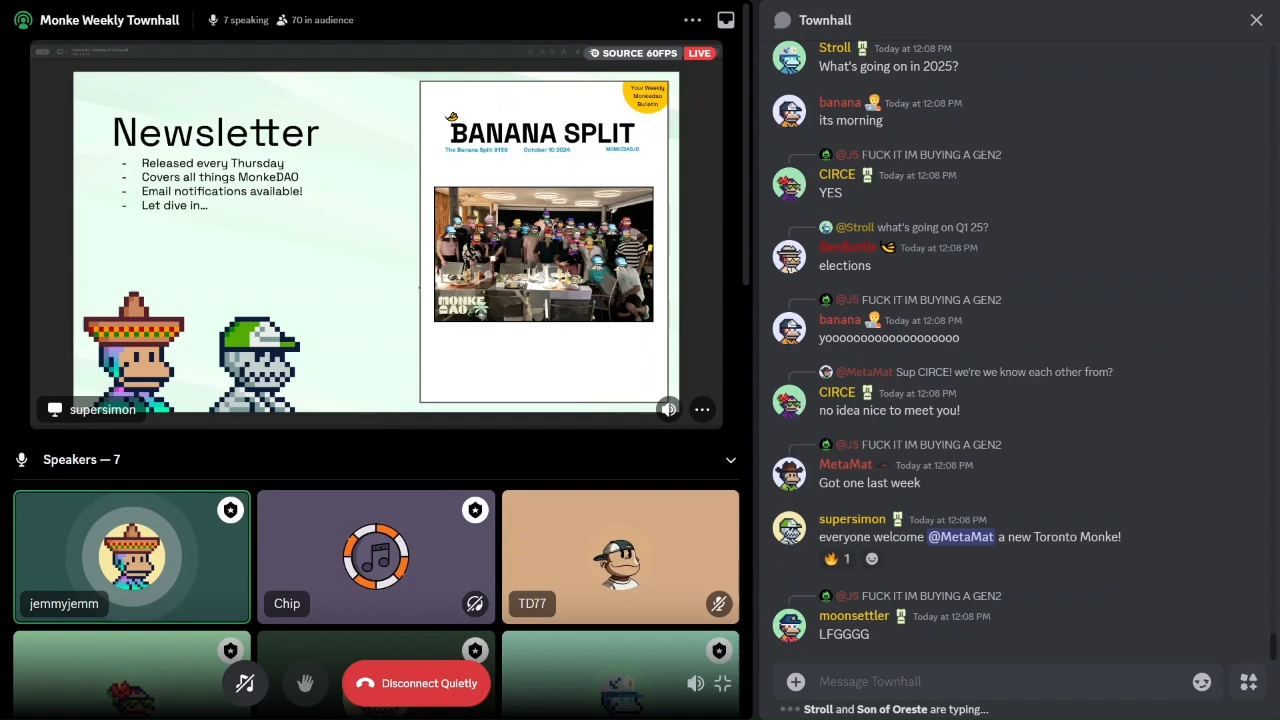 Monke Weekly Townhall
7 speaking
70 in audience
SOURCE 60FPS
LIVE
Newsletter
- Released every Thursday
- Covers all things MonkeDAO
- Email notifications available!
- Let dive in...
Your Weekly
Monkedao
Bulletin
BANANA SPLIT
The Banana Split #139
October 10 2024
MONKEDAOJO
MONKE
DAO
supersimon
Speakers — 7
jemmyjemm
Chip
TD77
Disconnect Quietly
Townhall
Stroll Today at 12:08 PM
What's going on in 2025?
banana Today at 12:08 PM
its morning
@J5 FUCK IT IM BUYING A GEN2
CIRCE Today at 12:08 PM
YES
@Stroll what's going on Q1 25?
Today at 12:08 PM
elections
@J5 FUCK IT IM BUYING A GEN2
banana Today at 12:08 PM
yooooooooooooooooooo
@MetaMat Sup CIRCE! we're we know each other from?
CIRCE Today at 12:08 PM
no idea nice to meet you!
@J5 FUCK IT IM BUYING A GEN2
MetaMat Today at 12:08 PM
Got one last week
supersimon Today at 12:08 PM
everyone welcome @MetaMat a new Toronto Monke!
1
@J5 FUCK IT IM BUYING A GEN2
moonsettler Today at 12:08 PM
LFGGGG
Message Townhall
Stroll and Son of Oreste are typing...